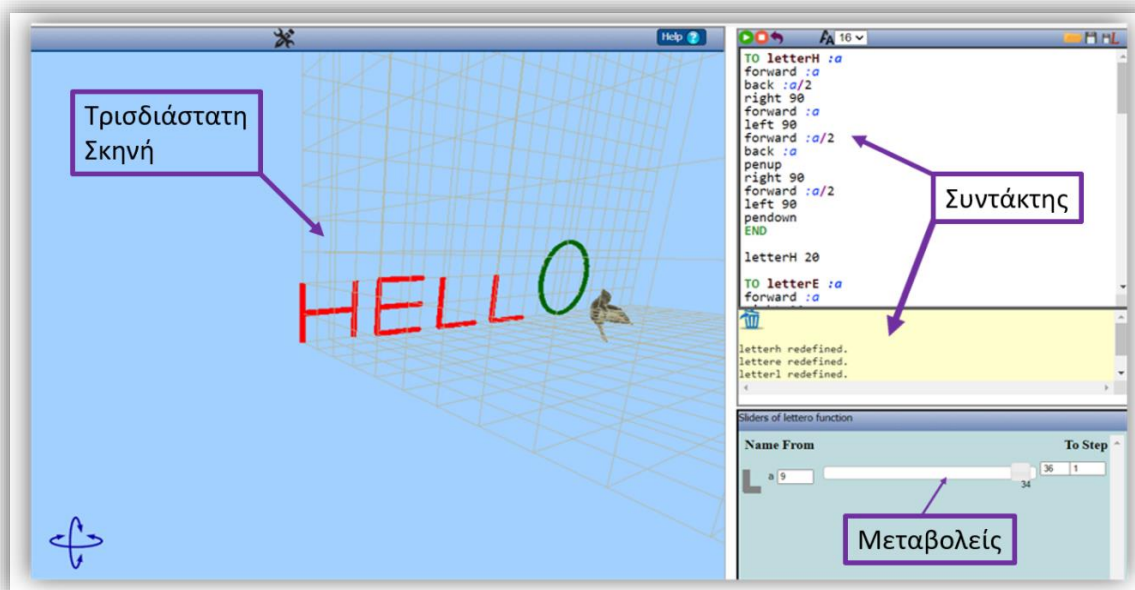 Help ?
16
Τρισδιάστατη
Σκηνή
HELLO
TO letterH :a
forward :a
back :a/2
right 90
forward :a
left 90
forward :a/2
back :a
penup
right 90
forward :a/2
left 90
pendown
END
letterH 20
TO letterE :a
forward :a
Συντάκτης
letterh redefined.
lettere redefined.
letterl redefined.
Sliders of lettero function
Name From To Step
a 9 36 1
34
Μεταβολείς